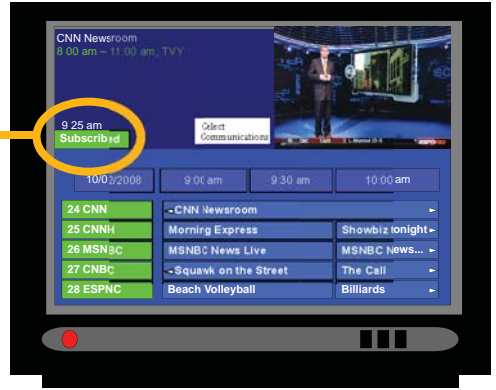 CNN Newsroom
8 00 am – 11:00 am, TVY
9 25 am
Subscribed
Celect
Communications
10/02/2008 9:00 am 9:30 am 10:00 am
24 CNN CNN Newsroom
25 CNNH Morning Express Showbiz tonight
26 MSNBC MSNBC News Live MSNBC News...
27 CNBC Squawk on the Street The Call
28 ESPNC Beach Volleyball Billiards